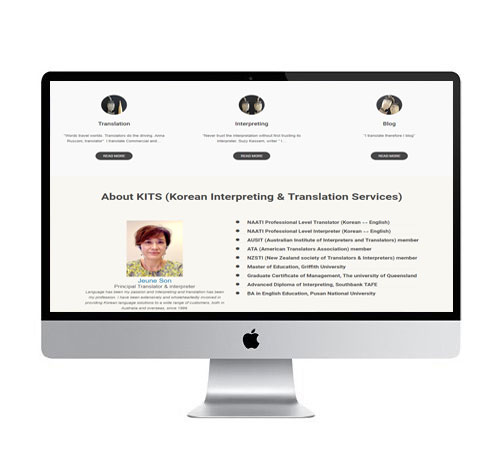 Translation
Interpreting
Blog
"Words travel worlds. Translators do the driving. Anna
Rusconi, translator". I translate Commercial and...
"Never trust the interpretation without first trusting its
interpreter. Suzy Kassem, writer " I.
"I translate therefore I blog"
READ MORE
READ MORE
READ MORE
About KITS (Korean Interpreting & Translation Services)
NAATI Professional Level Translator (Korean -- English)
NAATI Professional Level Interpreter (Korean -- English)
AUSIT (Australian Institute of Interpreters and Translators) member
ATA (American Translators Association) member
NZSTI (New Zealand society of Translators & Interpreters) member
Master of Education, Griffith University
Graduate Certificate of Management, The university of Queensland
Advanced Diploma of Interpreting, Southbank TAFE
BA in English Education, Pusan National University
Jeune Son
Principal Translator & interpreter
Language has been my passion and interpreting and translation has been
my profession. I have been extensively and wholeheartedly involved in
providing Korean language solutions to a wide range of customers, both in
Australia and overseas, since 1989.